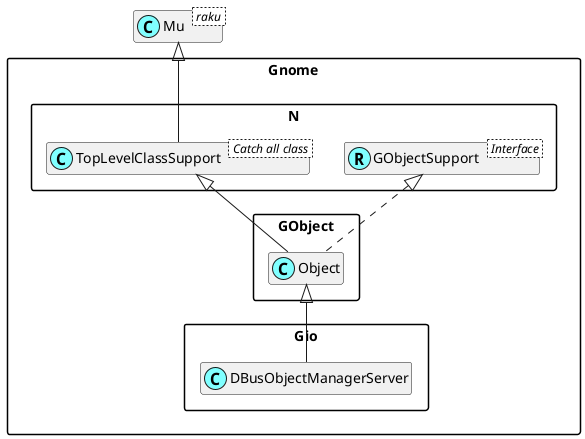 C Mu raku
Gnome
N
C TopLevelClassSupport Catch all class
R GObjectSupport Interface
GObject
C Object
Gio
C DBusObjectManagerServer